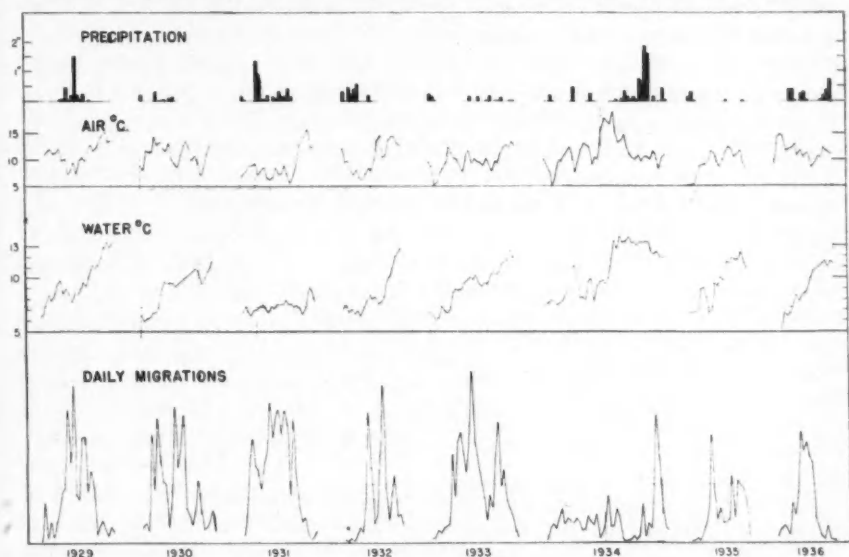 PRECIPITATION
2"
1"
AIR °C.
15
10
5
WATER °C
13
10
5
DAILY MIGRATIONS
1929 1930 1931 1932 1933 1934 1935 1936